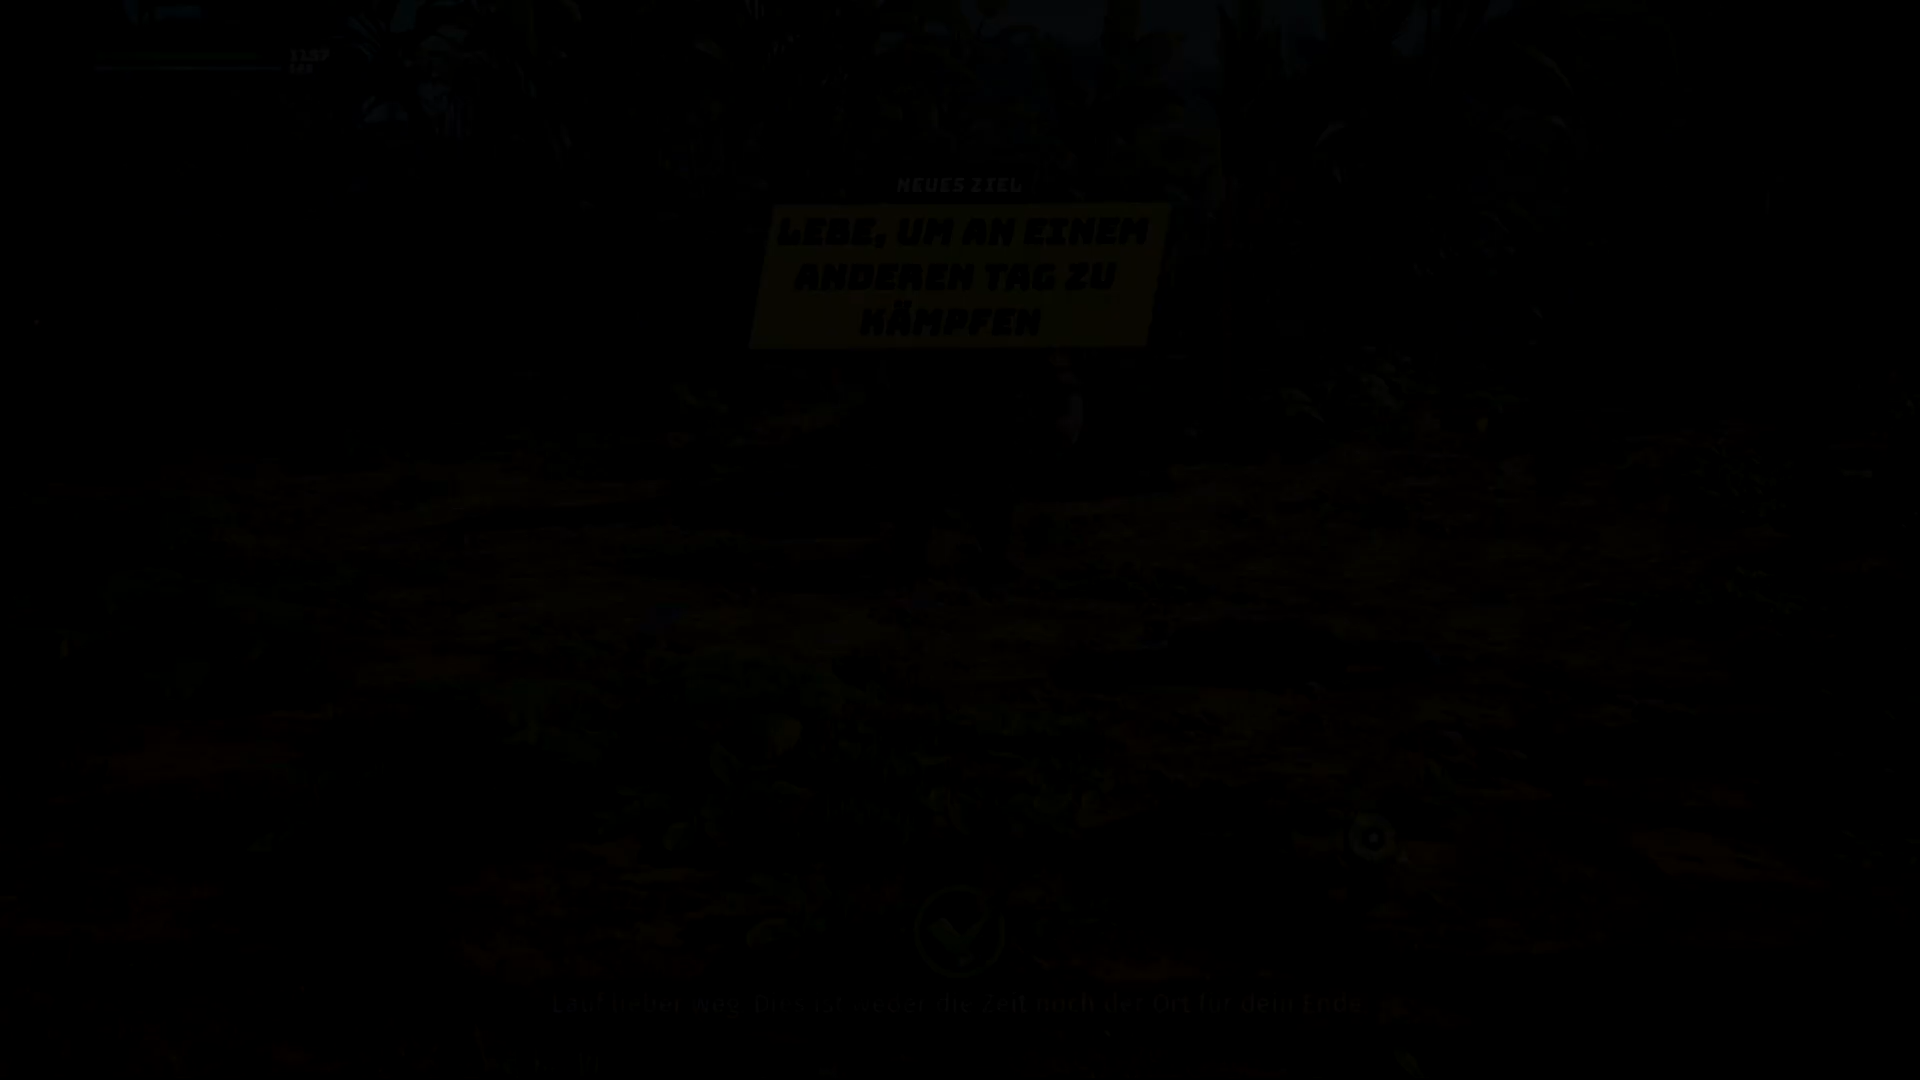 NEUES ZIEL
LEBE, UM AN EINEM
ANDEREN TAG ZU
KÄMPFEN
Lauf lieber weg. Dies ist weder die Zeit noch der Ort für dein Ende.